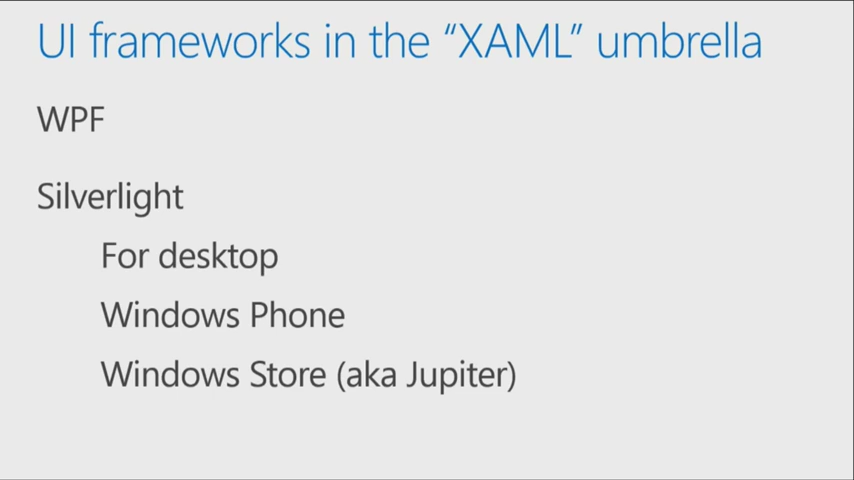 UI frameworks in the “XAML” umbrella
WPF
Silverlight
For desktop
Windows Phone
Windows Store (aka Jupiter)